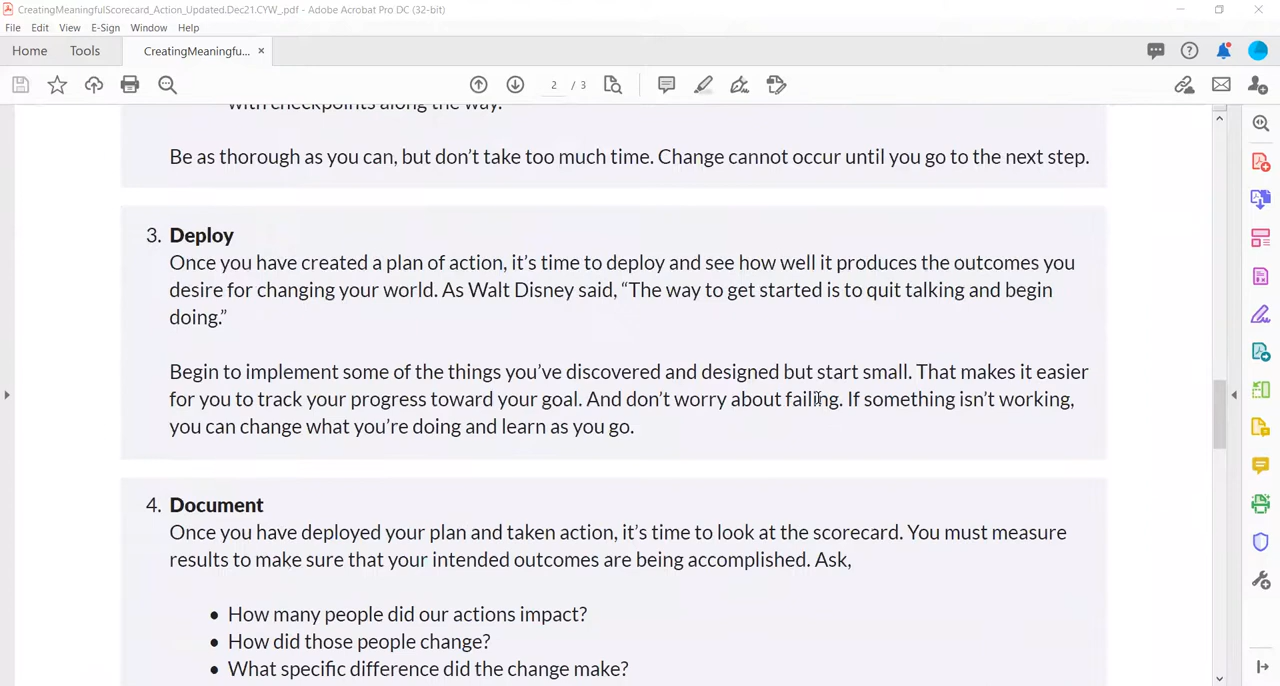 CreatingMeaningfulScorecard_Action_Updated.Dec21.CYW_.pdf - Adobe Acrobat Pro DC (32-bit)
File Edit View E-Sign Window Help
Home Tools CreatingMeaningfu... ×
2 / 3
with checkpoints along the way.
Be as thorough as you can, but don’t take too much time. Change cannot occur until you go to the next step.
3. Deploy
Once you have created a plan of action, it’s time to deploy and see how well it produces the outcomes you
desire for changing your world. As Walt Disney said, “The way to get started is to quit talking and begin
doing.”
Begin to implement some of the things you’ve discovered and designed but start small. That makes it easier
for you to track your progress toward your goal. And don’t worry about failing. If something isn’t working,
you can change what you’re doing and learn as you go.
4. Document
Once you have deployed your plan and taken action, it’s time to look at the scorecard. You must measure
results to make sure that your intended outcomes are being accomplished. Ask,
• How many people did our actions impact?
• How did those people change?
• What specific difference did the change make?